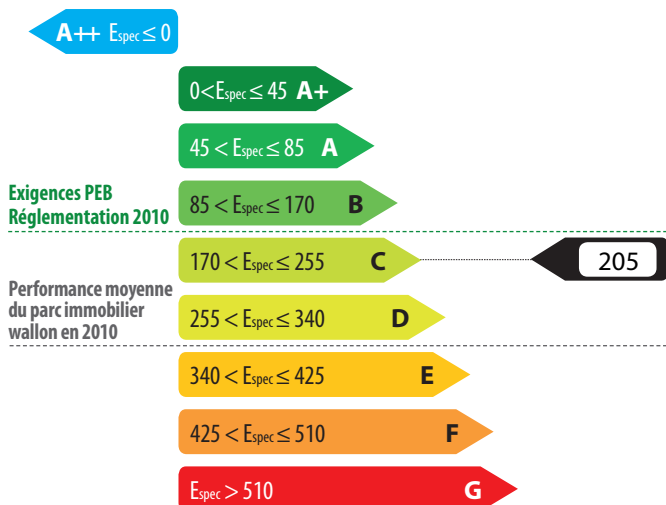 A++ Espec ≤ 0
0<Espec ≤ 45 A+
45 < Espec ≤ 85 A
Exigences PEB
Réglementation 2010
85 < Espec ≤ 170 B
170 < Espec ≤ 255 C
205
Performance moyenne
du parc immobilier
wallon en 2010
255 < Espec ≤ 340 D
340 < Espec ≤ 425 E
425 < Espec ≤ 510 F
Espec > 510 G